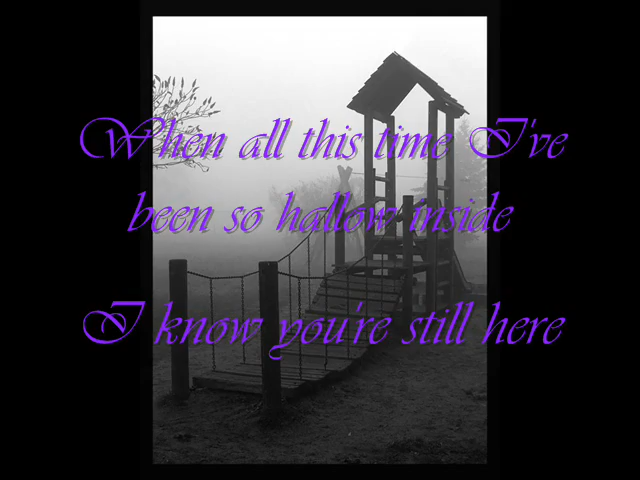 When all this time I've
been so hallow inside
I know you're still here